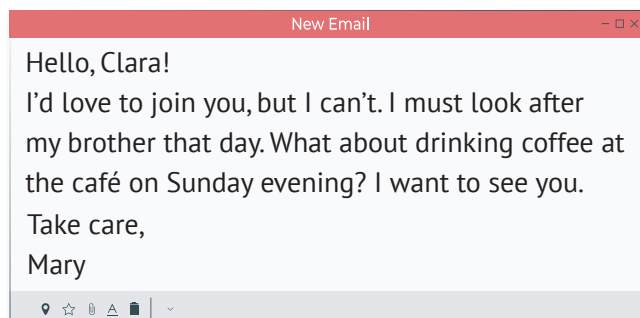 New Email
Hello, Clara!
I’d love to join you, but I can’t. I must look after
my brother that day. What about drinking coffee at
the café on Sunday evening? I want to see you.
Take care,
Mary